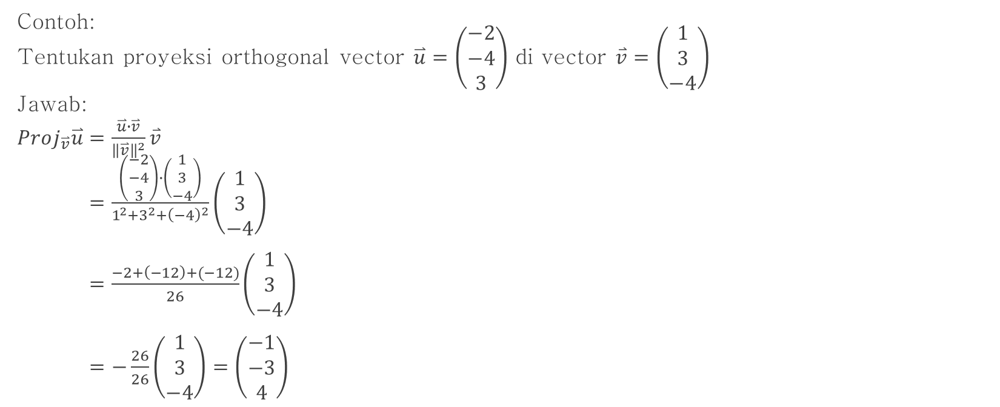 Contoh:
Tentukan proyeksi orthogonal vector $\vec{u} = \begin{pmatrix} -2 \\ -4 \\ 3 \end{pmatrix}$ di vector $\vec{v} = \begin{pmatrix} 1 \\ 3 \\ -4 \end{pmatrix}$
Jawab:
$Proj_{\vec{v}}\vec{u} = \frac{\vec{u} \cdot \vec{v}}{\|\vec{v}\|^2} \vec{v}$
$= \frac{\begin{pmatrix} -2 \\ -4 \\ 3 \end{pmatrix} \cdot \begin{pmatrix} 1 \\ 3 \\ -4 \end{pmatrix}}{1^2+3^2+(-4)^2} \begin{pmatrix} 1 \\ 3 \\ -4 \end{pmatrix}$
$= \frac{-2+(-12)+(-12)}{26} \begin{pmatrix} 1 \\ 3 \\ -4 \end{pmatrix}$
$= -\frac{26}{26} \begin{pmatrix} 1 \\ 3 \\ -4 \end{pmatrix} = \begin{pmatrix} -1 \\ -3 \\ 4 \end{pmatrix}$